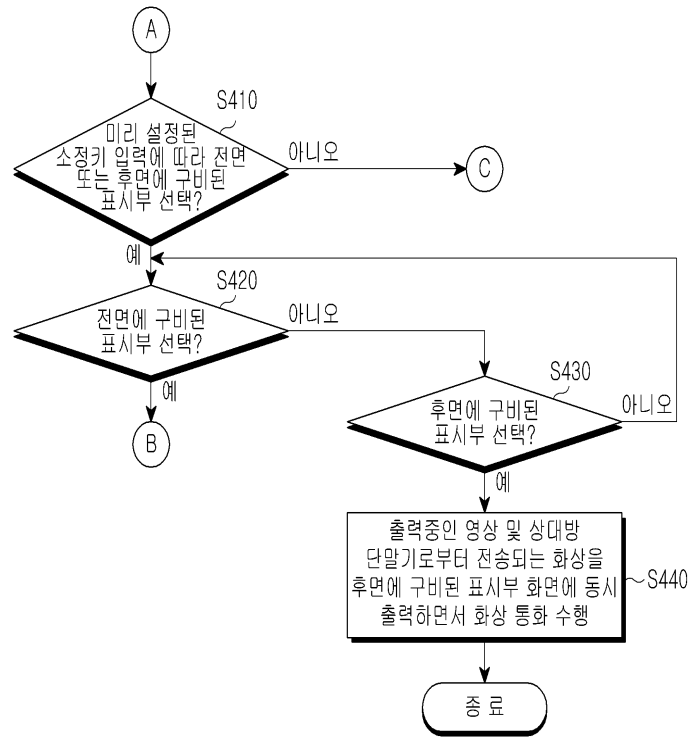 A
S410
미리 설정된
소정키 입력에 따라 전면
또는 후면에 구비된
표시부 선택?
아니오
C
예
S420
전면에 구비된
표시부 선택?
아니오
예
B
S430
후면에 구비된
표시부 선택?
아니오
예
출력중인 영상 및 상대방
단말기로부터 전송되는 화상을
후면에 구비된 표시부 화면에 동시
출력하면서 화상 통화 수행
S440
종 료